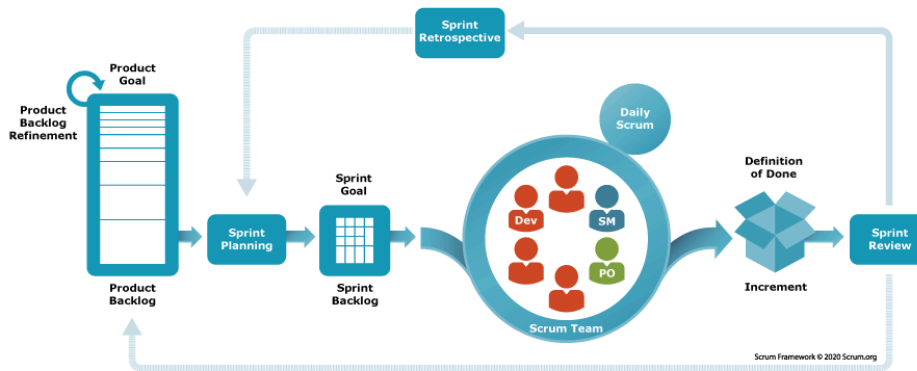 Sprint
Retrospective
Product
Goal
Product
Backlog
Refinement
Daily
Scrum
Definition
of Done
Sprint
Goal
Dev
SM
Sprint
Planning
Sprint
Review
PO
Product
Backlog
Sprint
Backlog
Increment
Scrum Team
Scrum Framework © 2020 Scrum.org